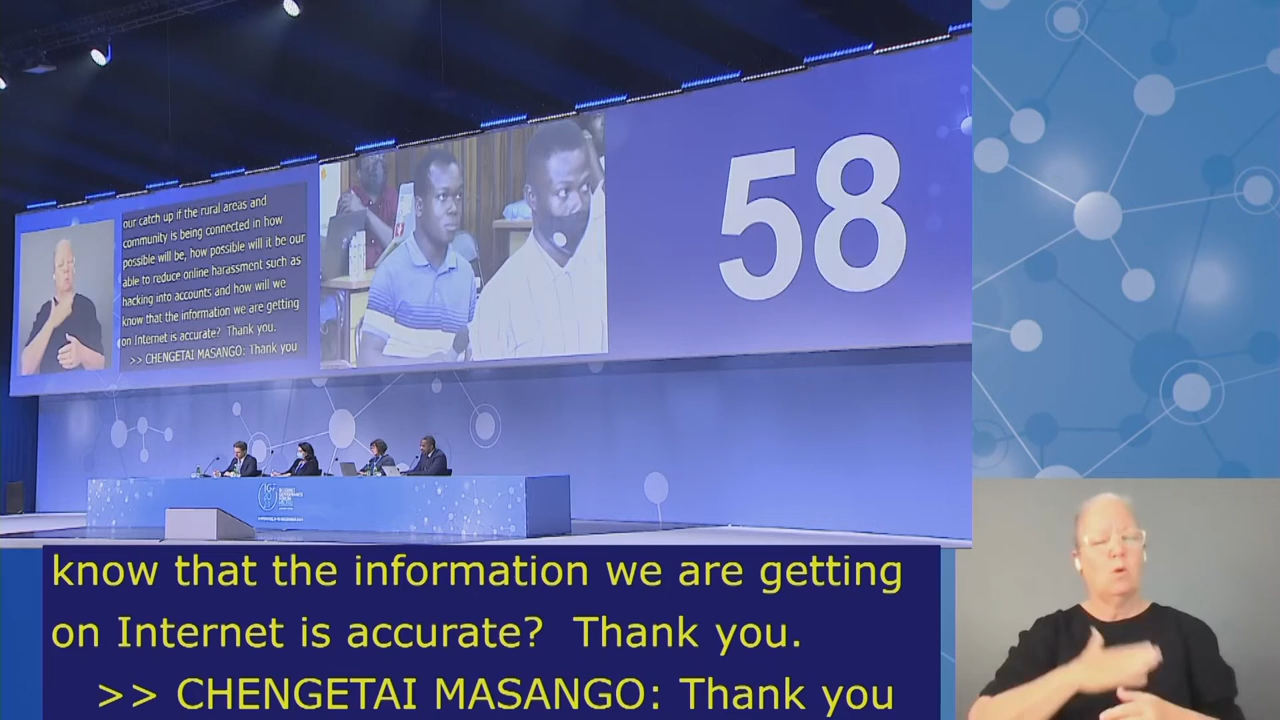 our catch up if the rural areas and
community is being connected in how
possible will be, how possible will it be our
able to reduce online harassment such as
hacking into accounts and how will we
know that the information we are getting
on Internet is accurate? Thank you.
>> CHENGETAI MASANGO: Thank you
58
know that the information we are getting
on Internet is accurate? Thank you.
>> CHENGETAI MASANGO: Thank you